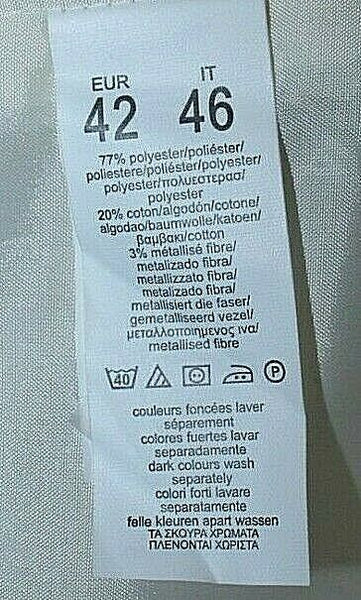 EUR IT
42 46
77% polyester/poliéster/
poliestere/poliéster/polyester/
polyester/πολυεστερασ/
polyester
20% coton/algodón/cotone/
algodao/baumwolle/katoen/
βαμβακι/cotton
3% métallisé fibre/
metalizado fibra/
metalizzato fibra/
metalizado fibra/
metallisiert die faser/
gemetalliseerd vezel/
μεταλλοποιημενος ινα/
metallised fibre
40 P
couleurs foncées laver
séparement
colores fuertes lavar
separadamente
dark colours wash
separately
colori forti lavare
separatamente
felle kleuren apart wassen
ΤΑ ΣΚΟΥΡΑ ΧΡΩΜΑΤΑ
ΠΛΕΝΟΝΤΑΙ ΧΩΡΙΣΤΑ